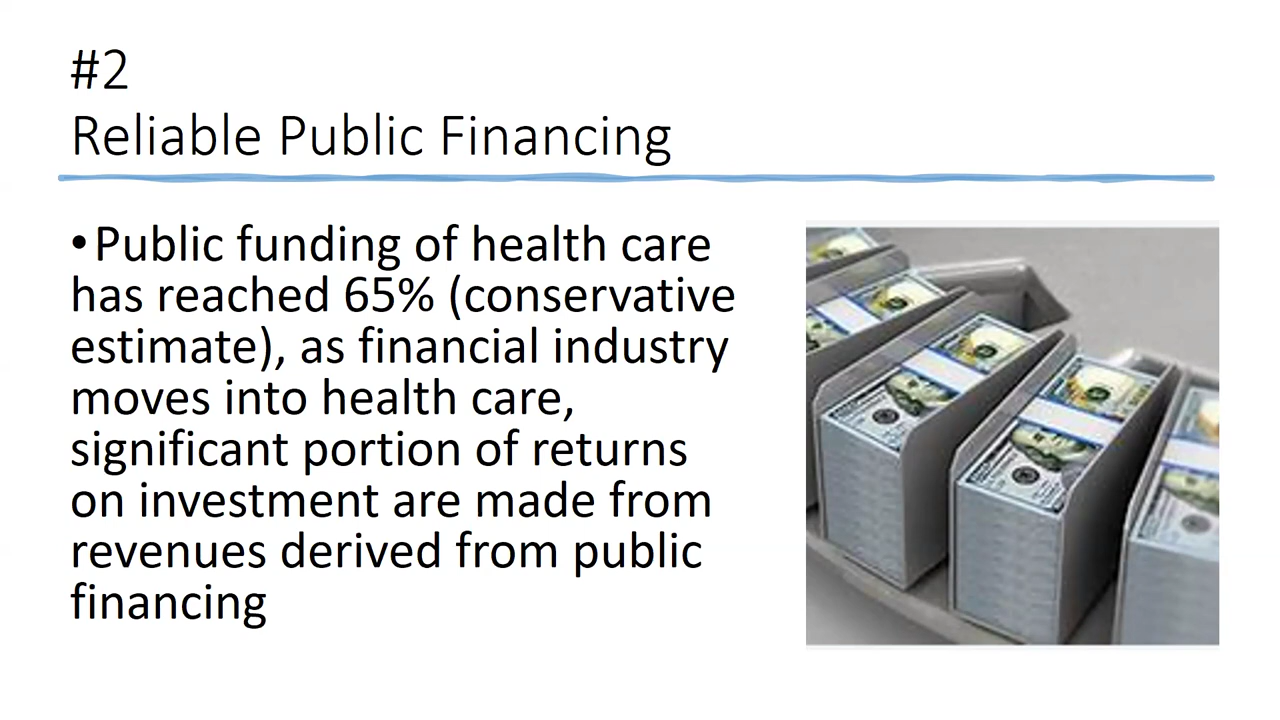 #2
Reliable Public Financing
•Public funding of health care
has reached 65% (conservative
estimate), as financial industry
moves into health care,
significant portion of returns
on investment are made from
revenues derived from public
financing